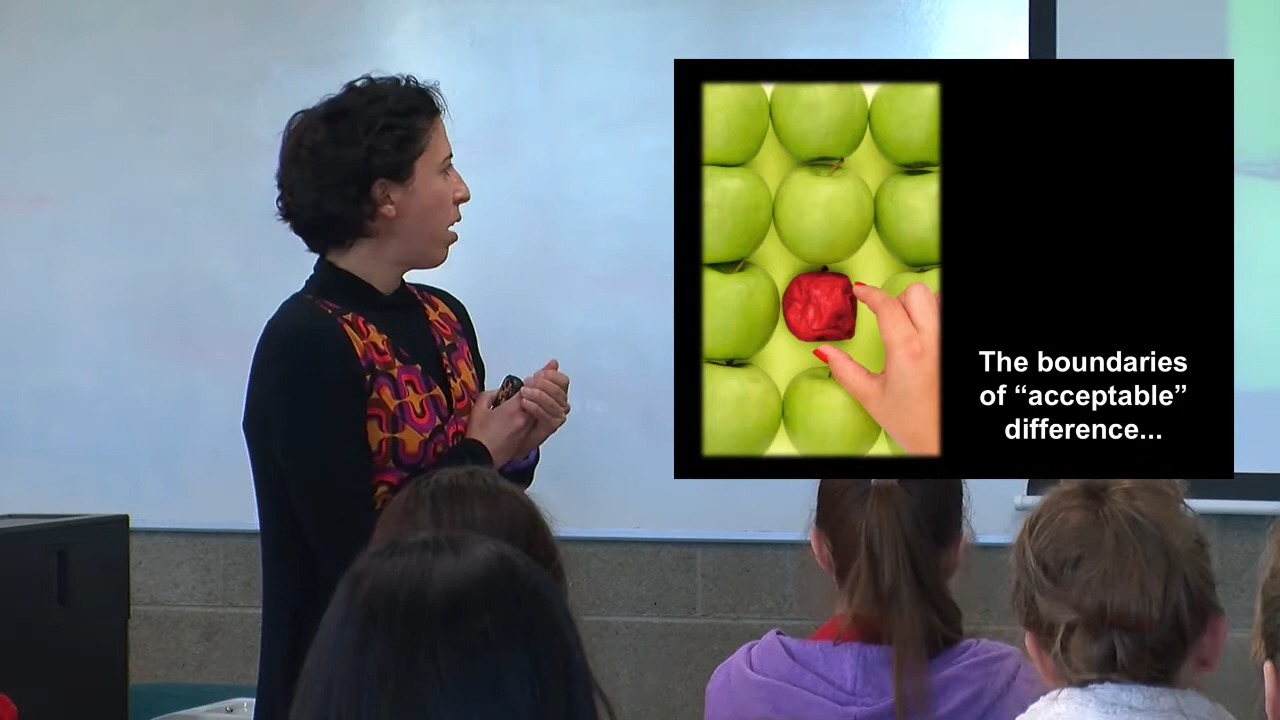 The boundaries
of “acceptable”
difference...